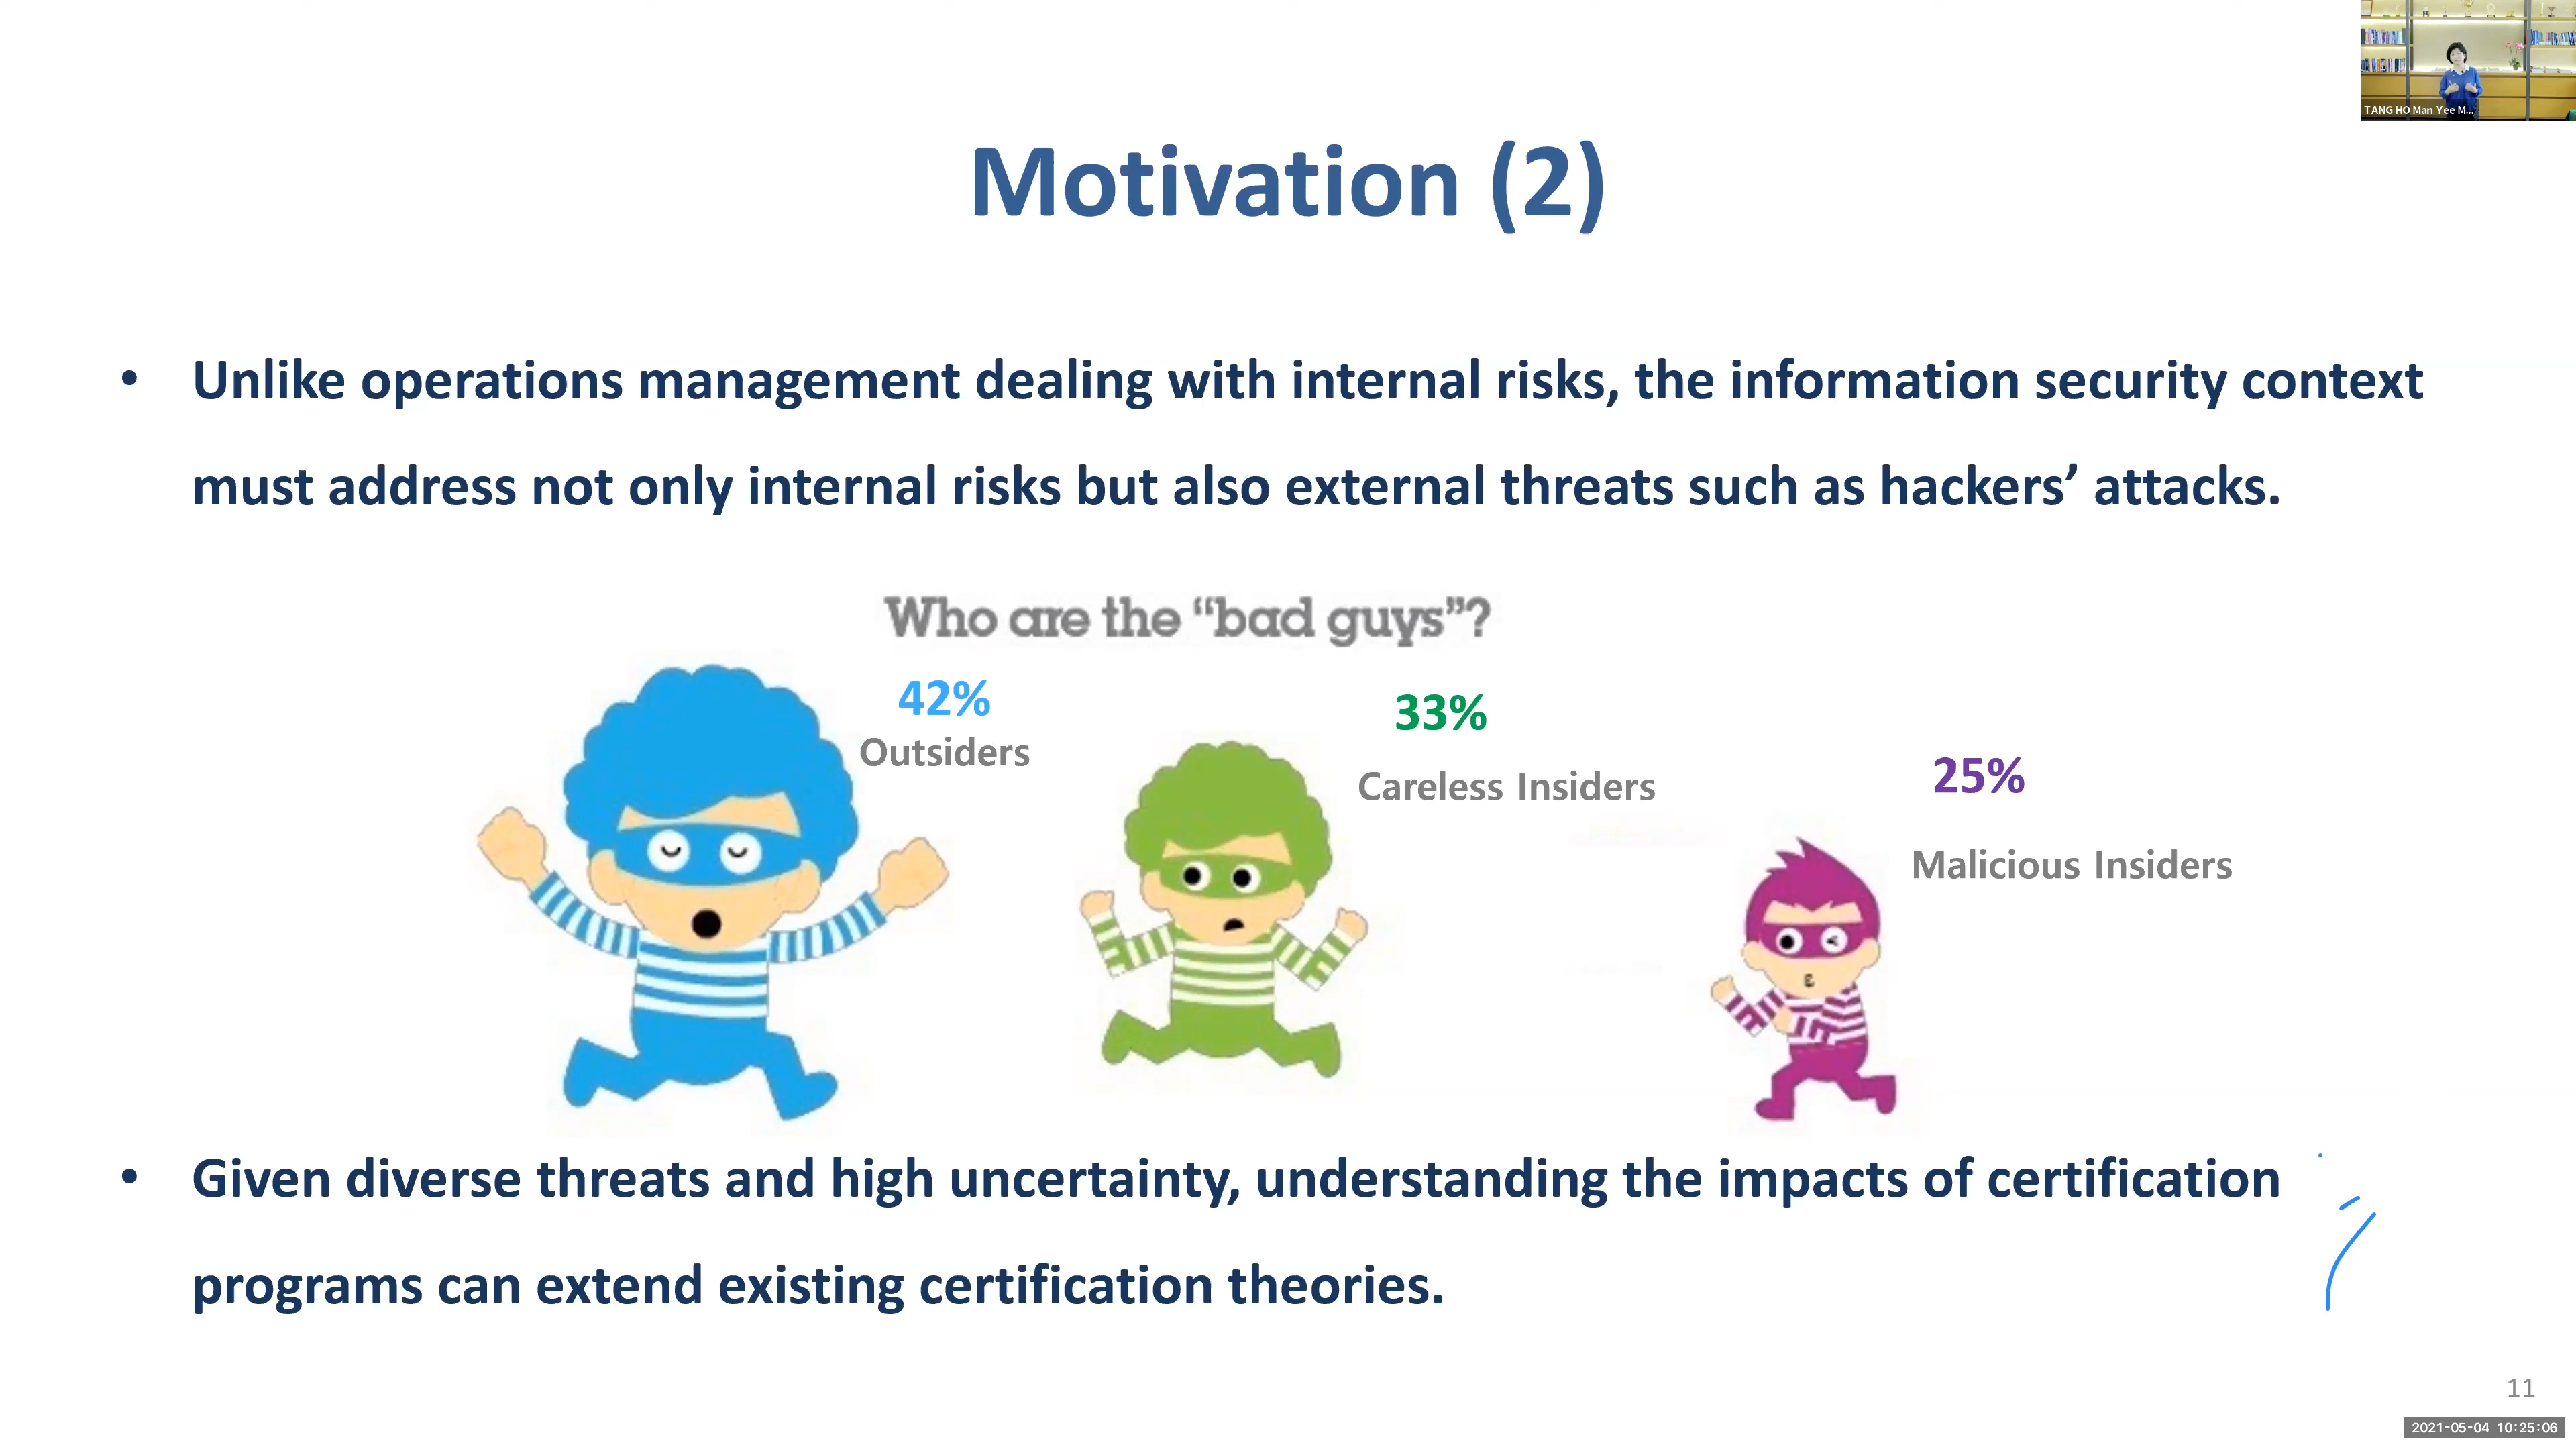 TANG HO Man Yee M...
Motivation (2)
• Unlike operations management dealing with internal risks, the information security context
must address not only internal risks but also external threats such as hackers’ attacks.
Who are the “bad guys”?
42%
Outsiders
33%
Careless Insiders
25%
Malicious Insiders
• Given diverse threats and high uncertainty, understanding the impacts of certification
programs can extend existing certification theories.
11
2021-05-04 10:25:06